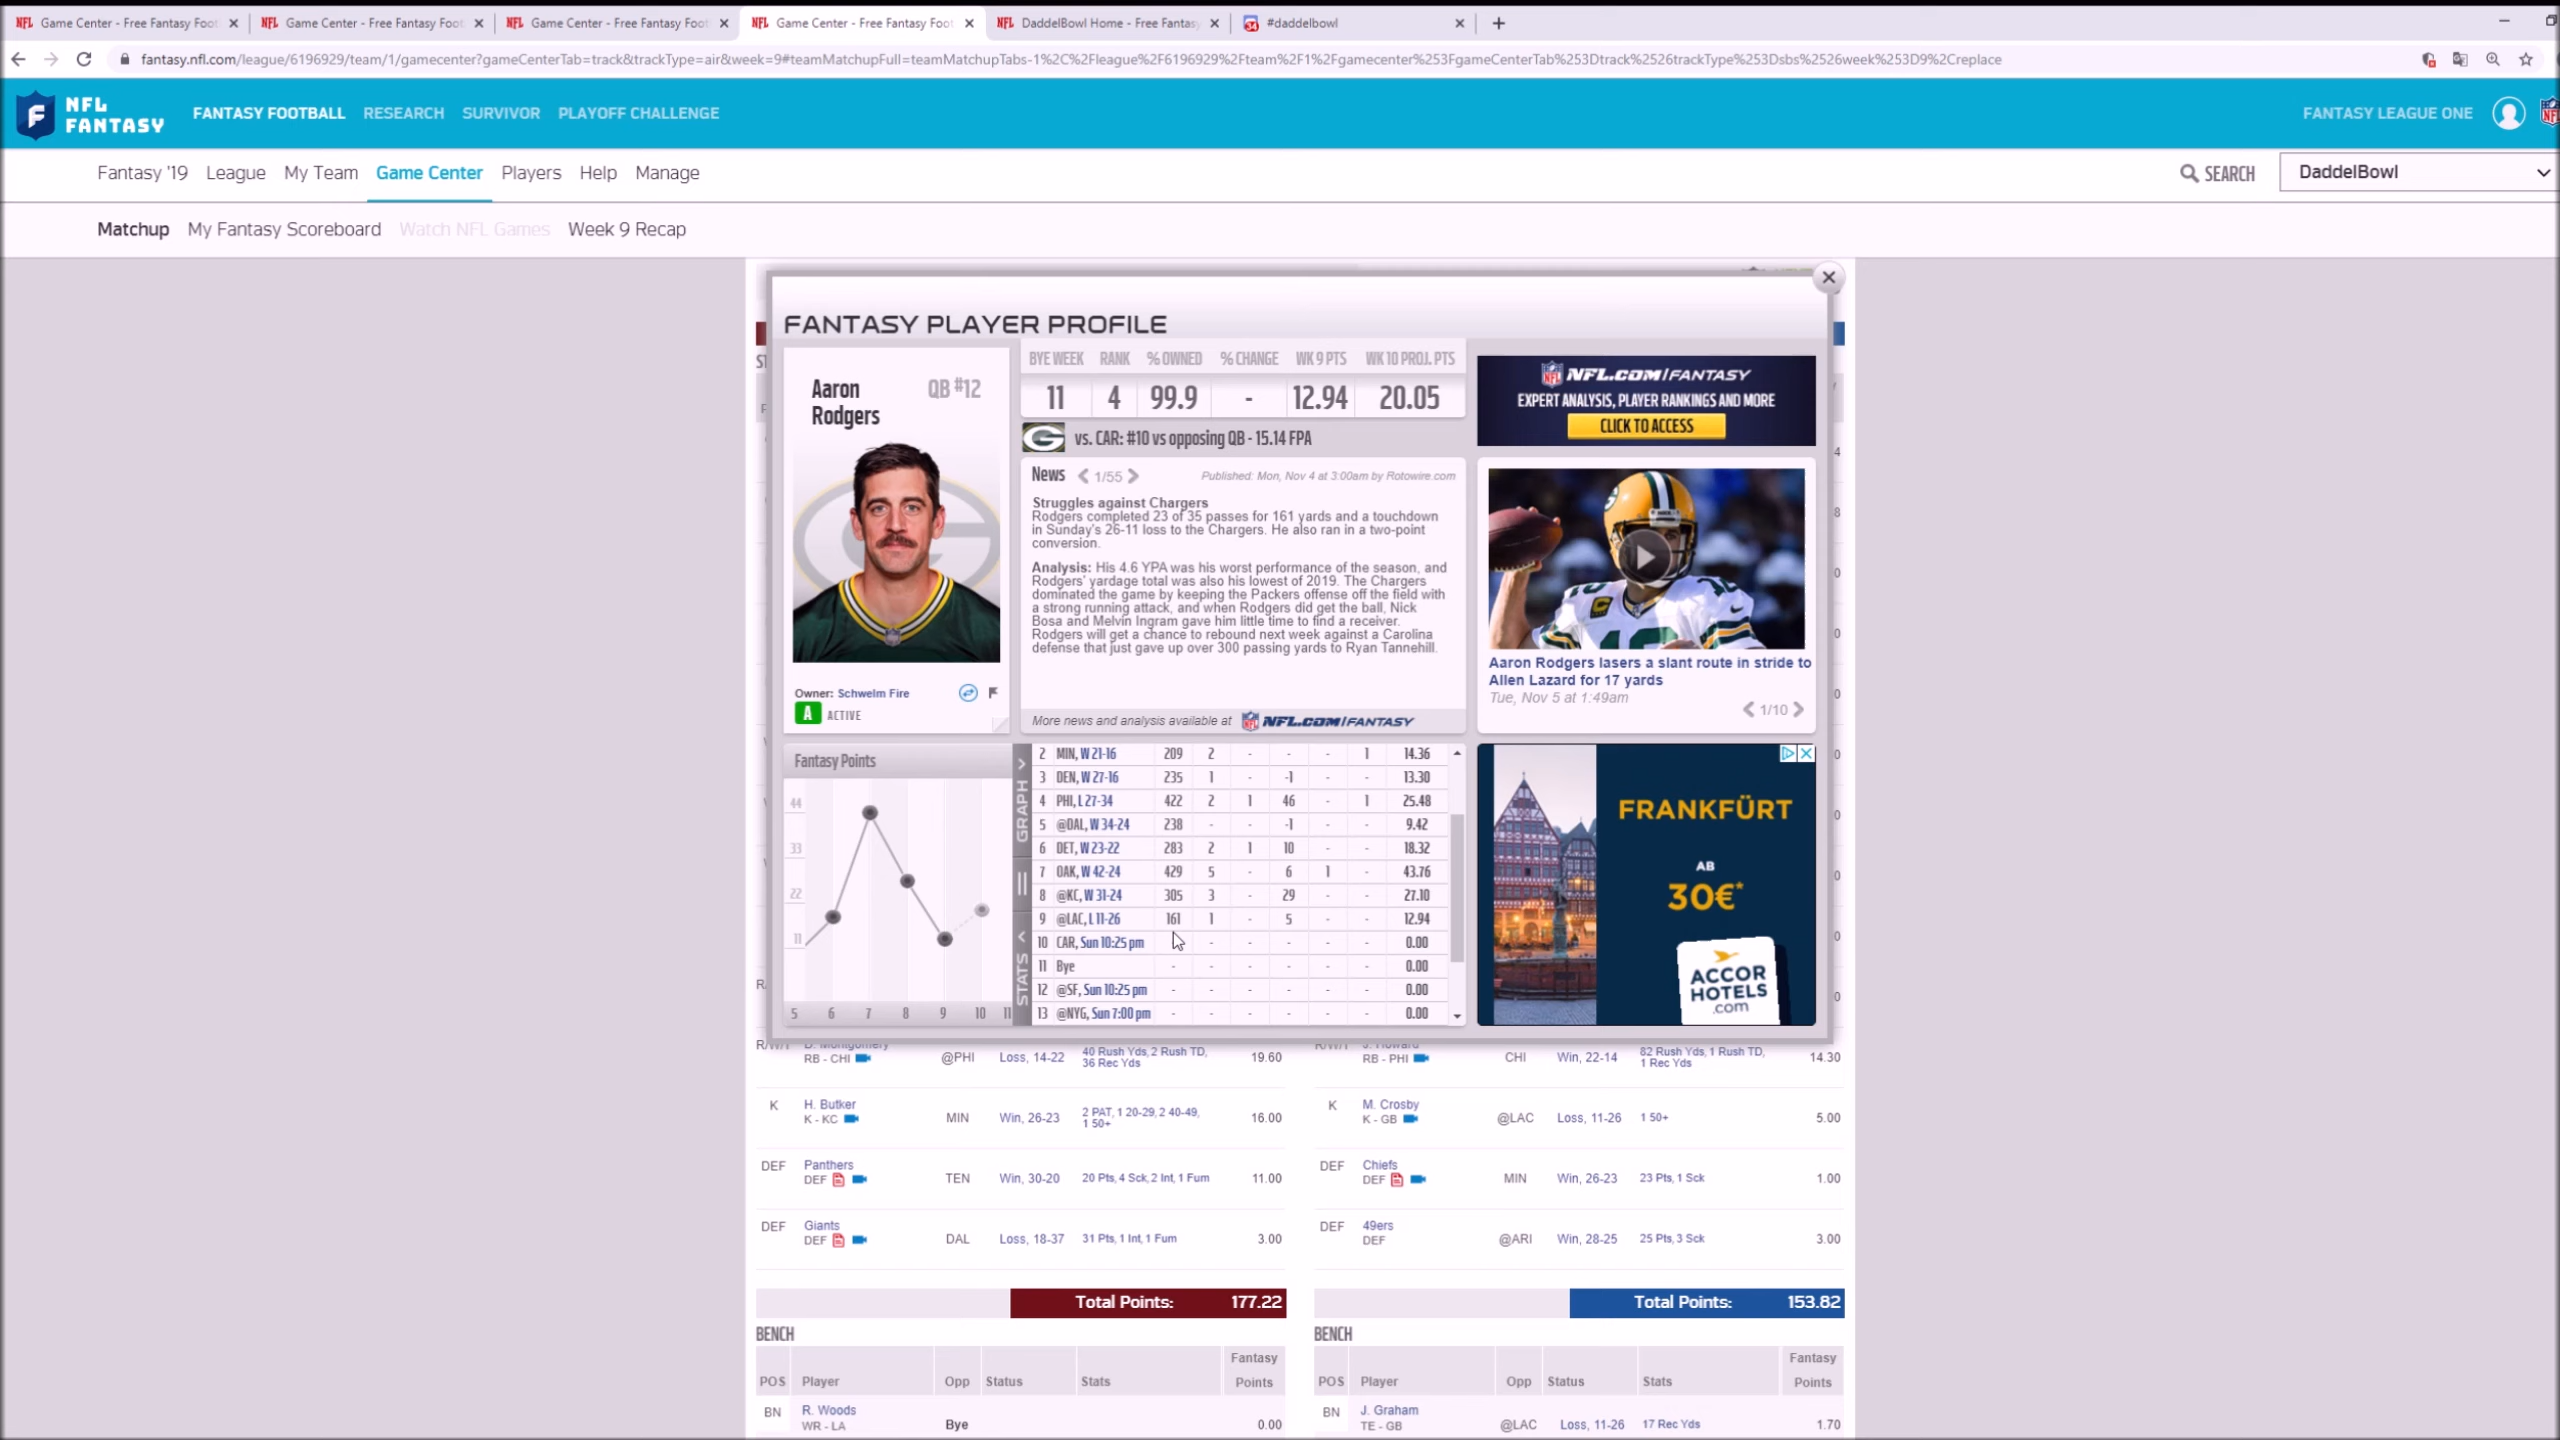 Game Center - Free Fantasy Foot
Game Center - Free Fantasy Foot
Game Center - Free Fantasy Foot
Game Center - Free Fantasy Foot
DaddelBowl Home - Free Fantasy
#daddelbowl
fantasy.nfl.com/league/6196929/team/1/gamecenter?gameCenterTab=track&trackType=air&week=9#teamMatchupFull=teamMatchupTabs-1%2C%2Fleague%2F6196929%2Fteam%2F1%2Fgamecenter%253FgameCenterTab%253Dtrack%2526trackType%253Dsbs%2526week%253D9%2Creplace
NFL FANTASY
FANTASY FOOTBALL RESEARCH SURVIVOR PLAYOFF CHALLENGE
FANTASY LEAGUE ONE
Fantasy '19 League My Team Game Center Players Help Manage
SEARCH
DaddelBowl
Matchup My Fantasy Scoreboard Watch NFL Games Week 9 Recap
FANTASY PLAYER PROFILE
Aaron Rodgers
QB #12
BYE WEEK RANK % OWNED % CHANGE WK 9 PTS WK 10 PROJ. PTS
11 4 99.9 - 12.94 20.05
vs. CAR: #10 vs opposing QB - 15.14 FPA
NFL.COM/FANTASY
EXPERT ANALYSIS, PLAYER RANKINGS AND MORE
CLICK TO ACCESS
News 1/55 Published: Mon, Nov 4 at 3:00am by Rotowire.com
Struggles against Chargers
Rodgers completed 23 of 35 passes for 161 yards and a touchdown
in Sunday's 26-11 loss to the Chargers. He also ran in a two-point
conversion.
Analysis: His 4.6 YPA was his worst performance of the season, and
Rodgers' yardage total was also his lowest of 2019. The Chargers
dominated the game by keeping the Packers offense off the field with
a strong running attack, and when Rodgers did get the ball, Nick
Bosa and Melvin Ingram gave him little time to find a receiver.
Rodgers will get a chance to rebound next week against a Carolina
defense that just gave up over 300 passing yards to Ryan Tannehill.
More news and analysis available at NFL.COM/FANTASY
Aaron Rodgers lasers a slant route in stride to
Allen Lazard for 17 yards
Tue, Nov 5 at 1:49am
1/10
Owner: Schwelm Fire
A ACTIVE
Fantasy Points
44
33
22
11
5 6 7 8 9 10 11
GRAPH
STATS
2 MIN, W 21-16 209 2 - - - 1 14.36
3 DEN, W 27-16 235 1 - -1 - - 13.30
4 PHI, L 27-34 422 2 1 46 - 1 25.48
5 @DAL, W 34-24 238 - - -1 - - 9.42
6 DET, W 23-22 283 2 1 10 - - 18.32
7 OAK, W 42-24 429 5 - 6 1 - 43.76
8 @KC, W 31-24 305 3 - 29 - - 27.10
9 @LAC, L 11-26 161 1 - 5 - - 12.94
10 CAR, Sun 10:25 pm - - - - - 0.00
11 Bye - - - - - - 0.00
12 @SF, Sun 10:25 pm - - - - - - 0.00
13 @NYG, Sun 7:00 pm - - - - - - 0.00
FRANKFÜRT
AB
30€*
ACCOR
HOTELS
.com
R/W/T D. Montgomery RB - CHI @PHI Loss, 14-22 40 Rush Yds, 2 Rush TD, 36 Rec Yds 19.60
R/W/T J. Howard RB - PHI CHI Win, 22-14 82 Rush Yds, 1 Rush TD, 1 Rec Yds 14.30
K H. Butker K - KC MIN Win, 26-23 2 PAT, 1 20-29, 2 40-49, 1 50+ 16.00
K M. Crosby K - GB @LAC Loss, 11-26 1 50+ 5.00
DEF Panthers DEF TEN Win, 30-20 20 Pts, 4 Sck, 2 Int, 1 Fum 11.00
DEF Chiefs DEF MIN Win, 26-23 23 Pts, 1 Sck 1.00
DEF Giants DEF DAL Loss, 18-37 31 Pts, 1 Int, 1 Fum 3.00
DEF 49ers DEF @ARI Win, 28-25 25 Pts, 3 Sck 3.00
Total Points: 177.22
Total Points: 153.82
BENCH
BENCH
POS Player Opp Status Stats Fantasy Points
POS Player Opp Status Stats Fantasy Points
BN R. Woods WR - LA Bye 0.00
BN J. Graham TE - GB @LAC Loss, 11-26 17 Rec Yds 1.70